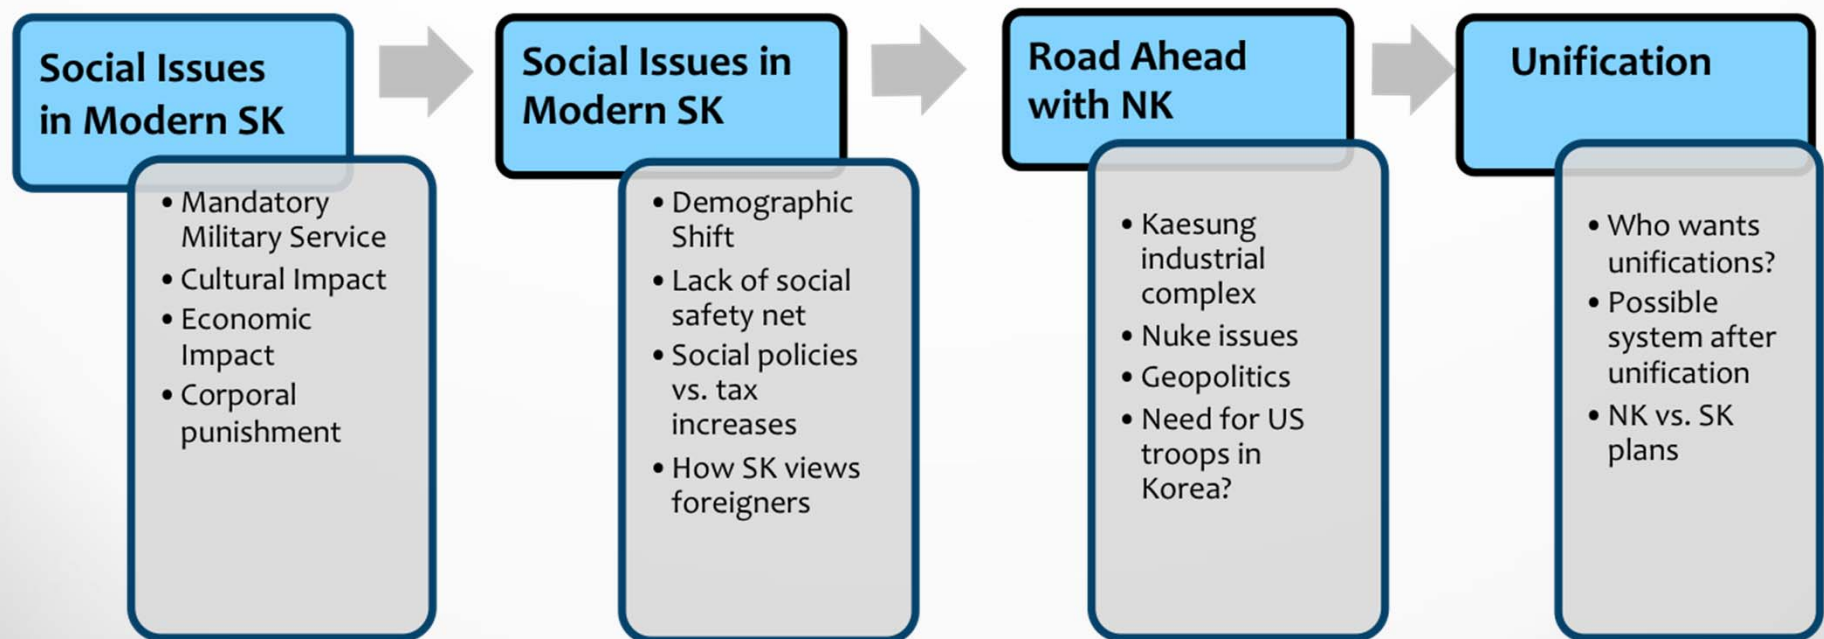 Social Issues
in Modern SK
• Mandatory
Military Service
• Cultural Impact
• Economic
Impact
• Corporal
punishment
Social Issues in
Modern SK
• Demographic
Shift
• Lack of social
safety net
• Social policies
vs. tax
increases
• How SK views
foreigners
Road Ahead
with NK
• Kaesung
industrial
complex
• Nuke issues
• Geopolitics
• Need for US
troops in
Korea?
Unification
• Who wants
unifications?
• Possible
system after
unification
• NK vs. SK
plans